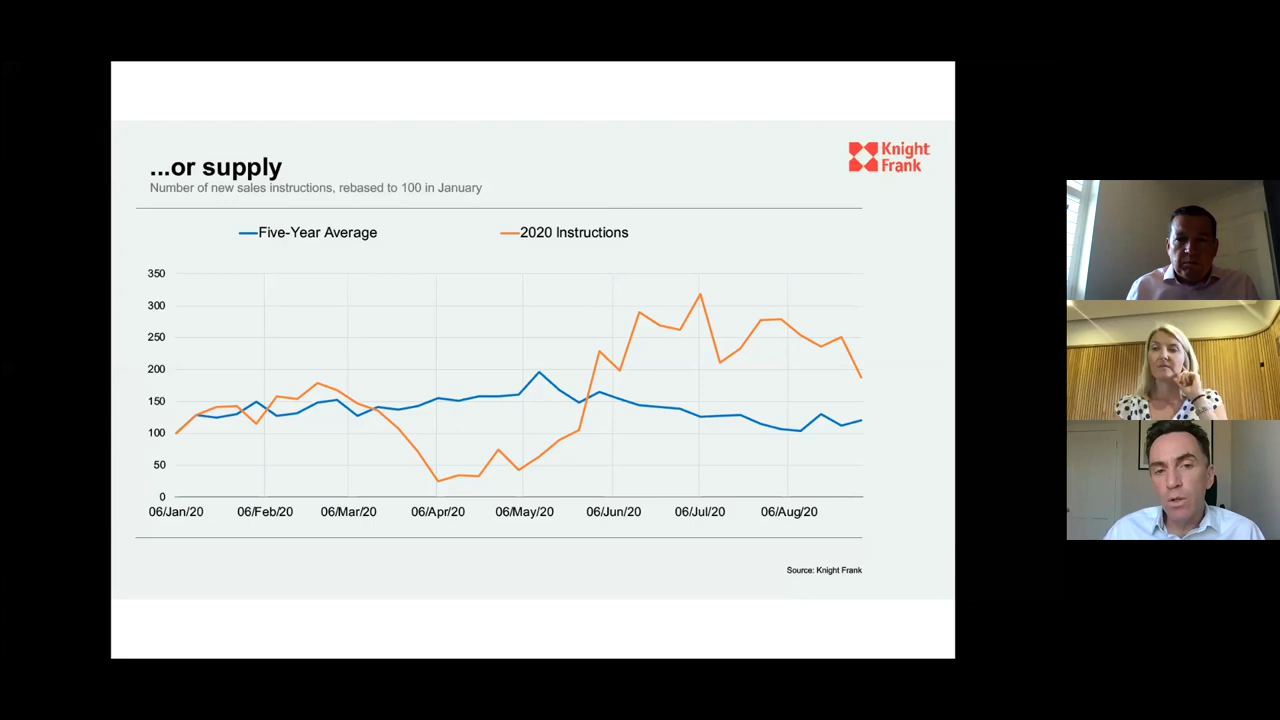 ...or supply
Number of new sales instructions, rebased to 100 in January
Knight
Frank
Five-Year Average
2020 Instructions
350
300
250
200
150
100
50
0
06/Jan/20
06/Feb/20
06/Mar/20
06/Apr/20
06/May/20
06/Jun/20
06/Jul/20
06/Aug/20
Source: Knight Frank